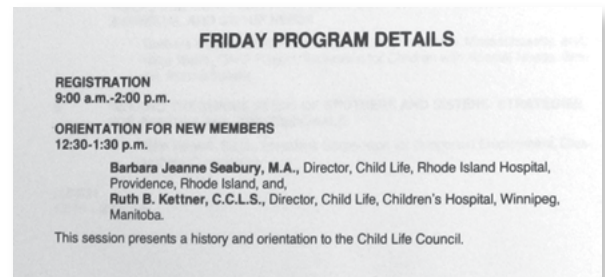 FRIDAY PROGRAM DETAILS
REGISTRATION
9:00 a.m.-2:00 p.m.
ORIENTATION FOR NEW MEMBERS
12:30-1:30 p.m.
Barbara Jeanne Seabury, M.A., Director, Child Life, Rhode Island Hospital,
Providence, Rhode Island, and,
Ruth B. Kettner, C.C.L.S., Director, Child Life, Children's Hospital, Winnipeg,
Manitoba.
This session presents a history and orientation to the Child Life Council.